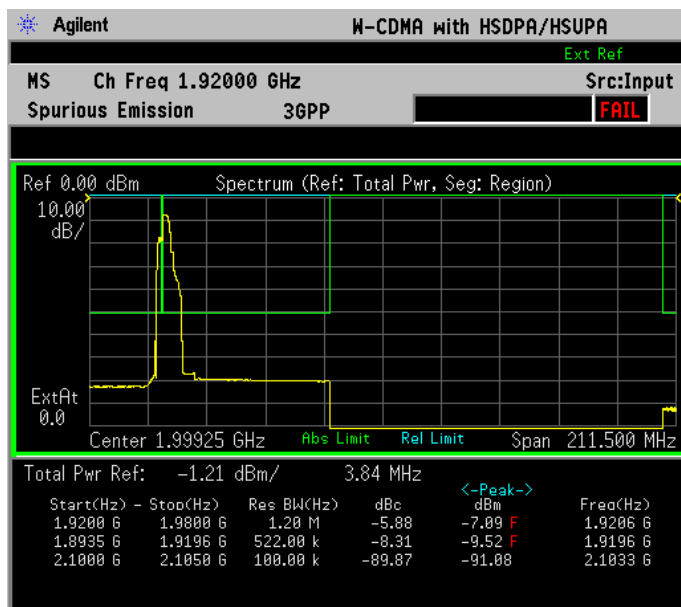 Agilent W-CDMA with HSDPA/HSUPA
Ext Ref
MS Ch Freq 1.92000 GHz Src:Input
Spurious Emission 3GPP FAIL
Ref 0.00 dBm Spectrum (Ref: Total Pwr, Seg: Region)
10.00
dB/
ExtAt
0.0
Center 1.99925 GHz Abs Limit Rel Limit Span 211.500 MHz
Total Pwr Ref: -1.21 dBm/ 3.84 MHz
<-Peak->
Start(Hz) - Stop(Hz) Res BW(Hz) dBc dBm Freq(Hz)
1.9200 G 1.9800 G 1.20 M -5.88 -7.09 F 1.9206 G
1.8935 G 1.9196 G 522.00 k -8.31 -9.52 F 1.9196 G
2.1000 G 2.1050 G 100.00 k -89.87 -91.08 2.1033 G